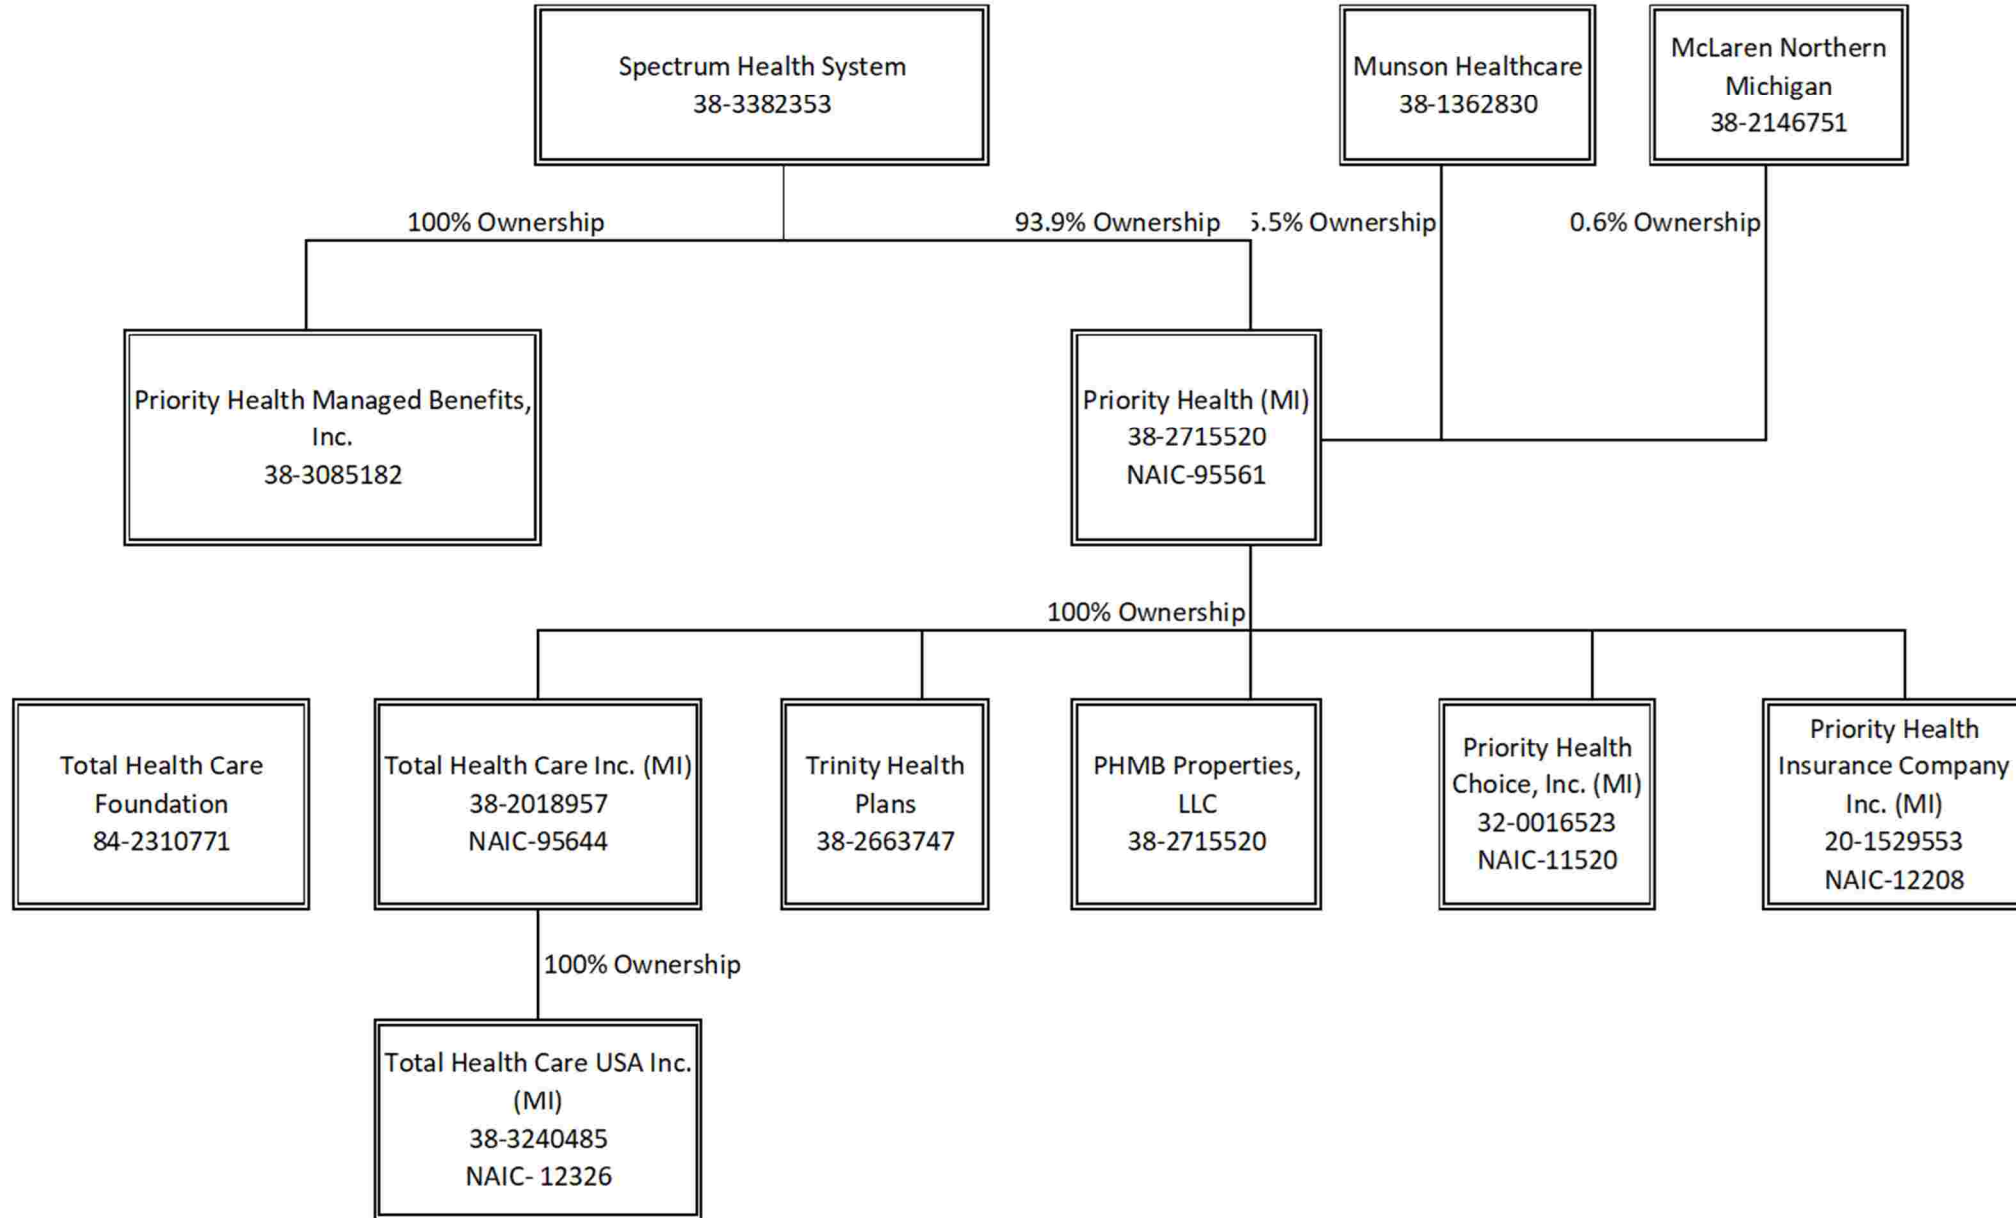 Spectrum Health System
38-3382353
Munson Healthcare
38-1362830
McLaren Northern
Michigan
38-2146751
100% Ownership
93.9% Ownership
5.5% Ownership
0.6% Ownership
Priority Health Managed Benefits,
Inc.
38-3085182
Priority Health (MI)
38-2715520
NAIC-95561
100% Ownership
Total Health Care
Foundation
84-2310771
Total Health Care Inc. (MI)
38-2018957
NAIC-95644
Trinity Health
Plans
38-2663747
PHMB Properties,
LLC
38-2715520
Priority Health
Choice, Inc. (MI)
32-0016523
NAIC-11520
Priority Health
Insurance Company
Inc. (MI)
20-1529553
NAIC-12208
100% Ownership
Total Health Care USA Inc.
(MI)
38-3240485
NAIC- 12326